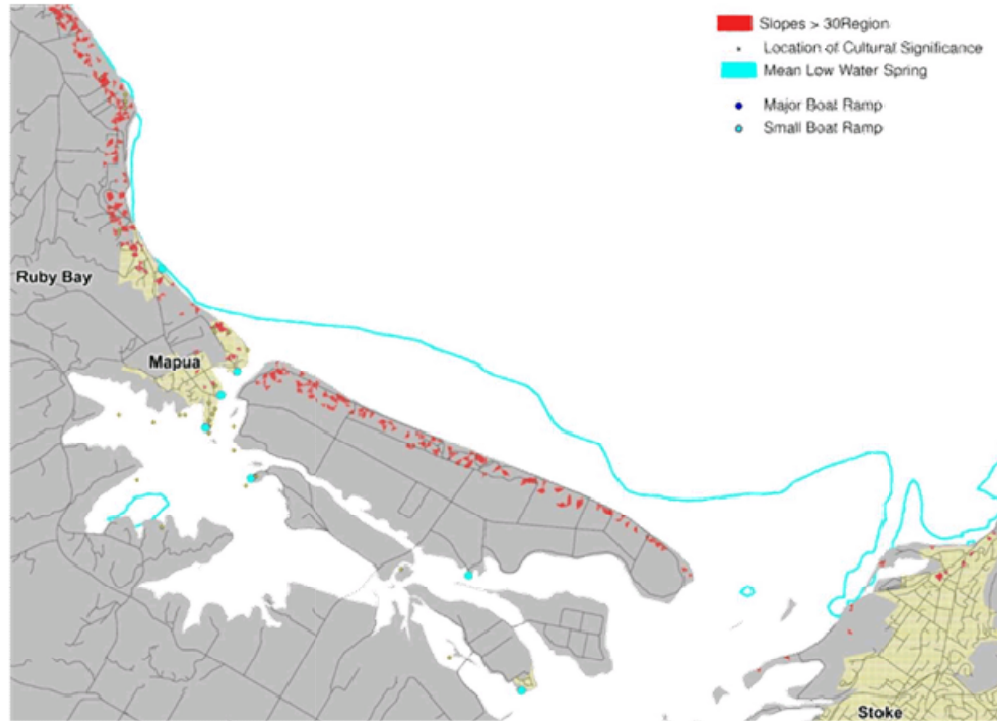 Slopes > 30Region
Location of Cultural Significance
Mean Low Water Spring
Major Boat Ramp
Small Boat Ramp
Ruby Bay
Mapua
Stoke